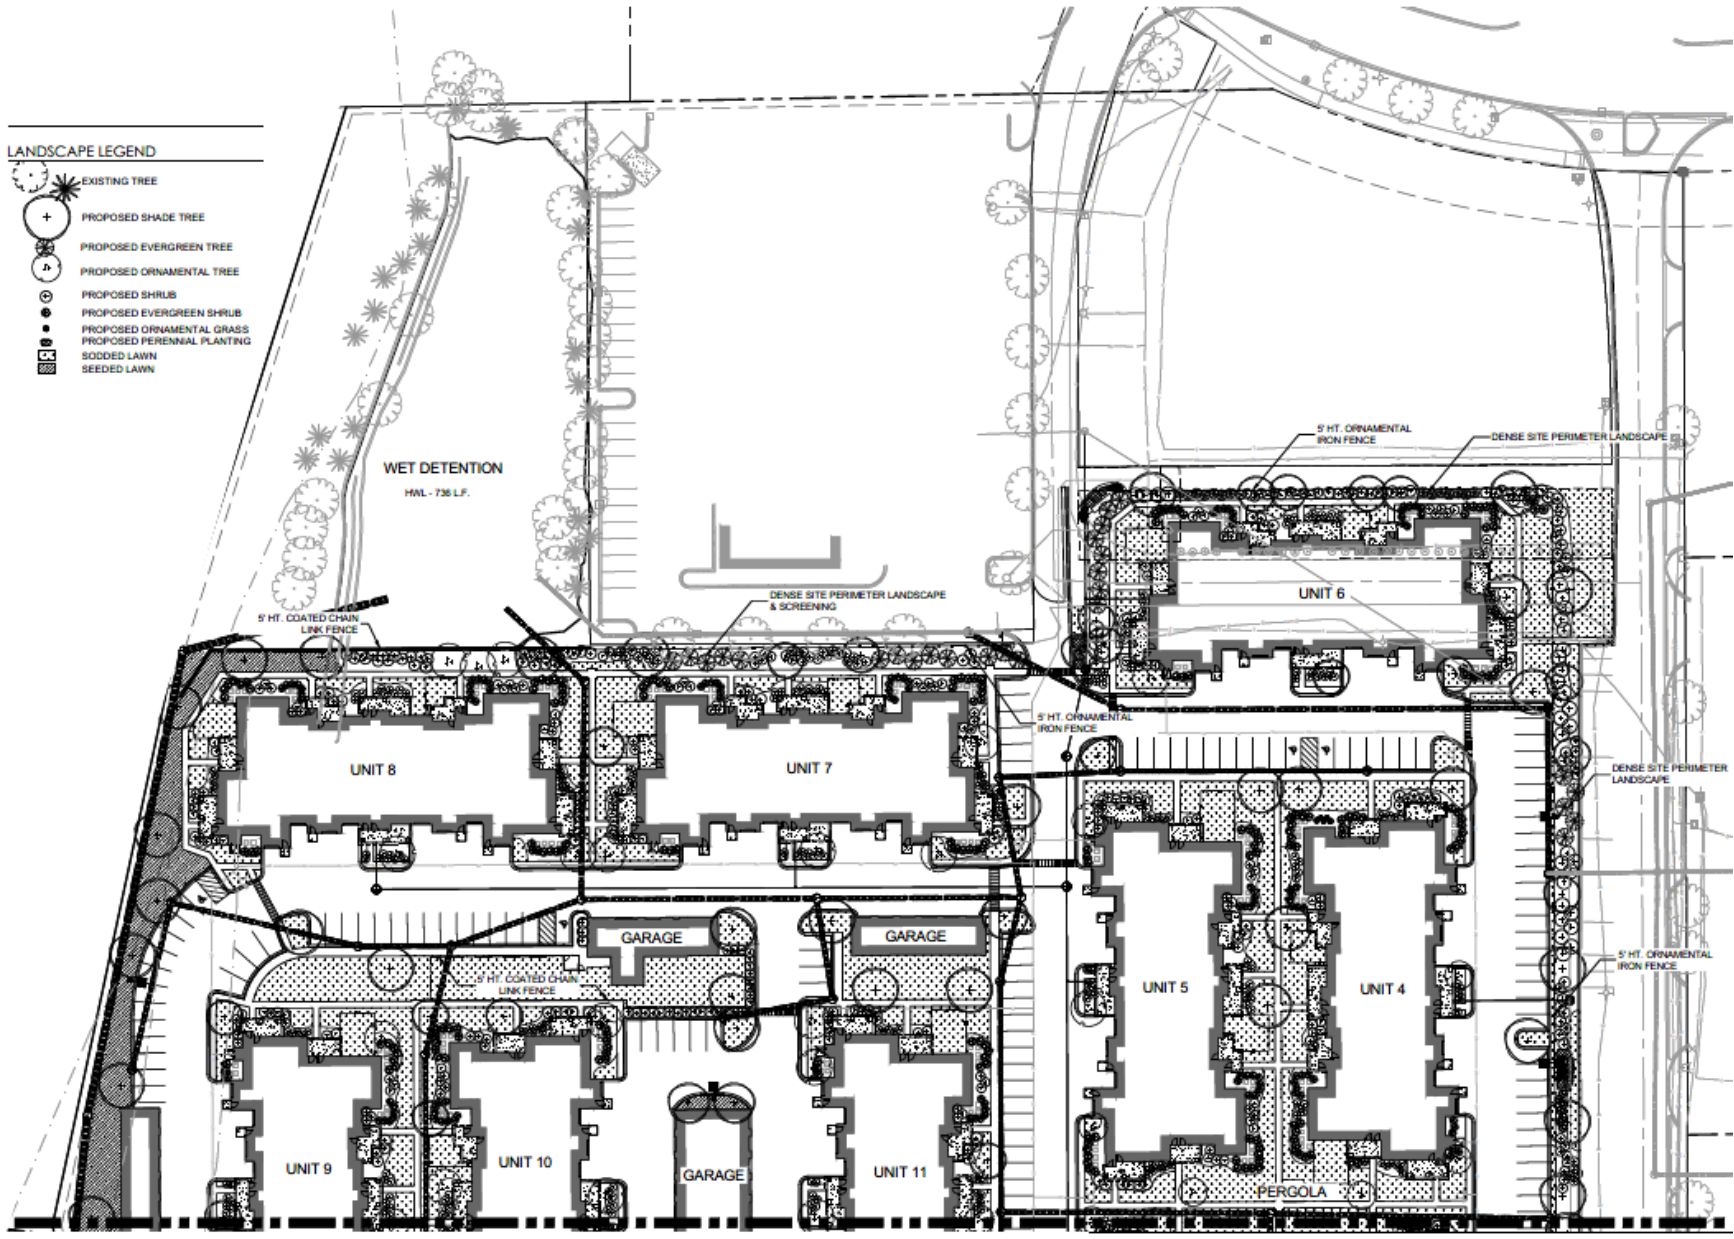 LANDSCAPE LEGEND
EXISTING TREE
PROPOSED SHADE TREE
PROPOSED EVERGREEN TREE
PROPOSED ORNAMENTAL TREE
PROPOSED SHRUB
PROPOSED EVERGREEN SHRUB
PROPOSED ORNAMENTAL GRASS
PROPOSED PERENNIAL PLANTING
SODDED LAWN
SEEDED LAWN
WET DETENTION
HWL - 736 L.F.
5' HT. ORNAMENTAL
IRON FENCE
DENSE SITE PERIMETER LANDSCAPE
5' HT. COATED CHAIN
LINK FENCE
DENSE SITE PERIMETER LANDSCAPE
& SCREENING
UNIT 6
5' HT. ORNAMENTAL
IRON FENCE
UNIT 8
UNIT 7
DENSE SITE PERIMETER
LANDSCAPE
GARAGE
GARAGE
5' HT. COATED CHAIN
LINK FENCE
UNIT 5
UNIT 4
5' HT. ORNAMENTAL
IRON FENCE
UNIT 9
UNIT 10
GARAGE
UNIT 11
PERGOLA